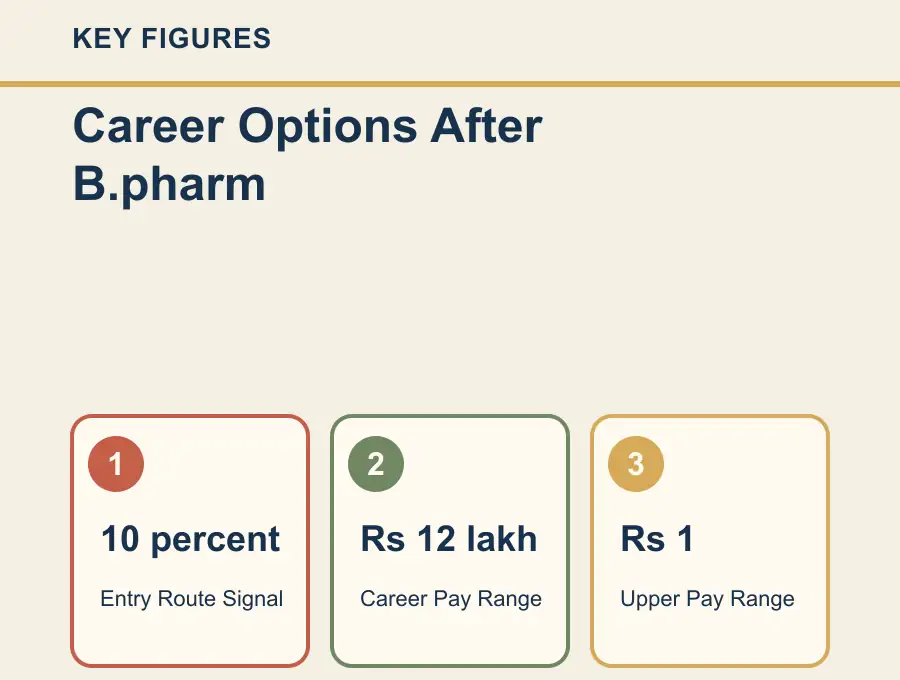 KEY FIGURES
Career Options After
B.pharm
1
10 percent
Entry Route Signal
2
Rs 12 lakh
Career Pay Range
3
Rs 1
Upper Pay Range